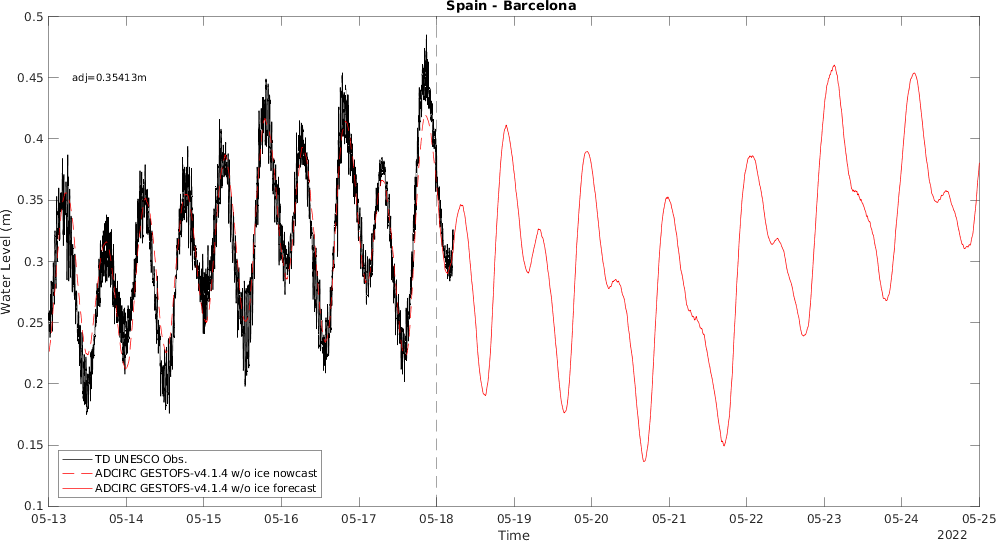 Spain - Barcelona
adj=0.35413m
Water Level (m)
0.5
0.45
0.4
0.35
0.3
0.25
0.2
0.15
0.1
TD UNESCO Obs.
ADCIRC GESTOFS-v4.1.4 w/o ice nowcast
ADCIRC GESTOFS-v4.1.4 w/o ice forecast
05-13 05-14 05-15 05-16 05-17 05-18 05-19 05-20 05-21 05-22 05-23 05-24 05-25
Time
2022